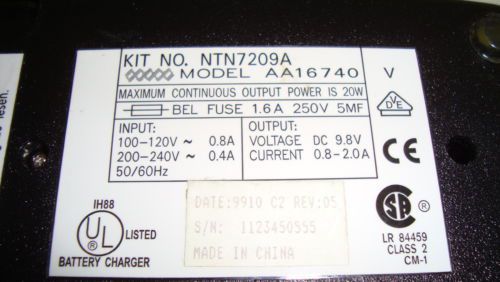 KIT NO. NTN7209A
MODEL AA16740
MAXIMUM CONTINUOUS OUTPUT POWER IS 20W
BEL FUSE 1.6A 250V 5MF
INPUT:
100-120V ~ 0.8A
200-240V ~ 0.4A
50/60Hz
OUTPUT:
VOLTAGE DC 9.8V
CURRENT 0.8-2.0A
V
VDE
CE
IH88
UL LISTED
BATTERY CHARGER
DATE:9910 C2 REV:05
S/N: 1123450555
MADE IN CHINA
SA
LR 84459
CLASS 2
CM-1
lesen.